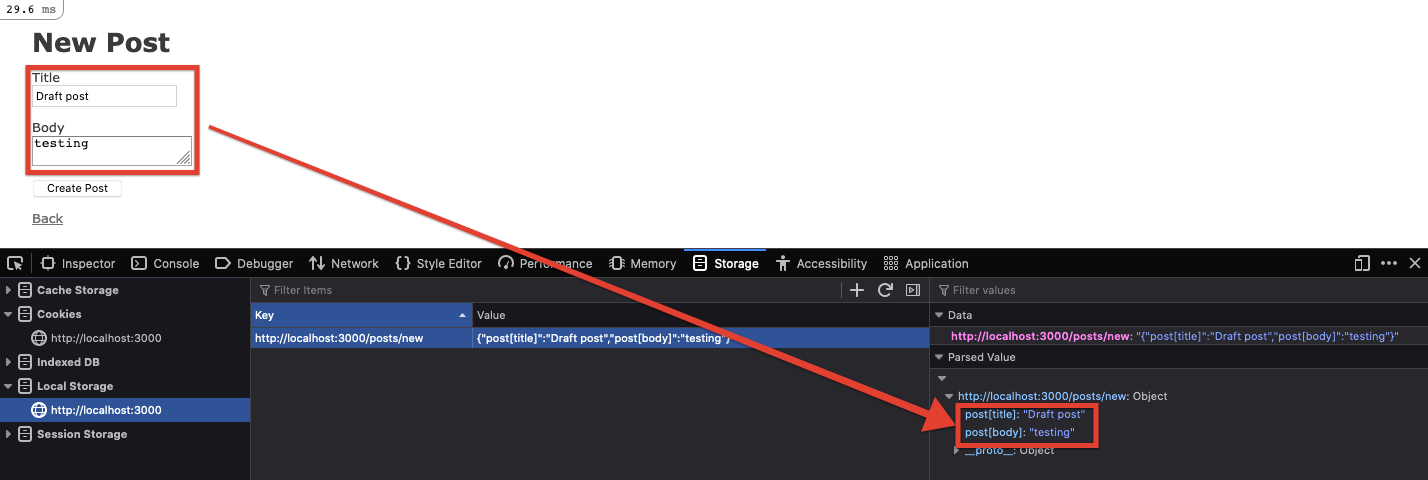 29.6 ms
New Post
Title
Draft post
Body
testing
Create Post
Back
Inspector Console Debugger Network Style Editor Performance Memory Storage Accessibility Application
Cache Storage
Cookies
http://localhost:3000
Indexed DB
Local Storage
http://localhost:3000
Session Storage
Filter Items
Key Value
http://localhost:3000/posts/new {"post[title]":"Draft post","post[body]":"testing"}
Filter values
Data
http://localhost:3000/posts/new: "{"post[title]":"Draft post","post[body]":"testing"}"
Parsed Value
http://localhost:3000/posts/new: Object
post[title]: "Draft post"
post[body]: "testing"
__proto__: Object